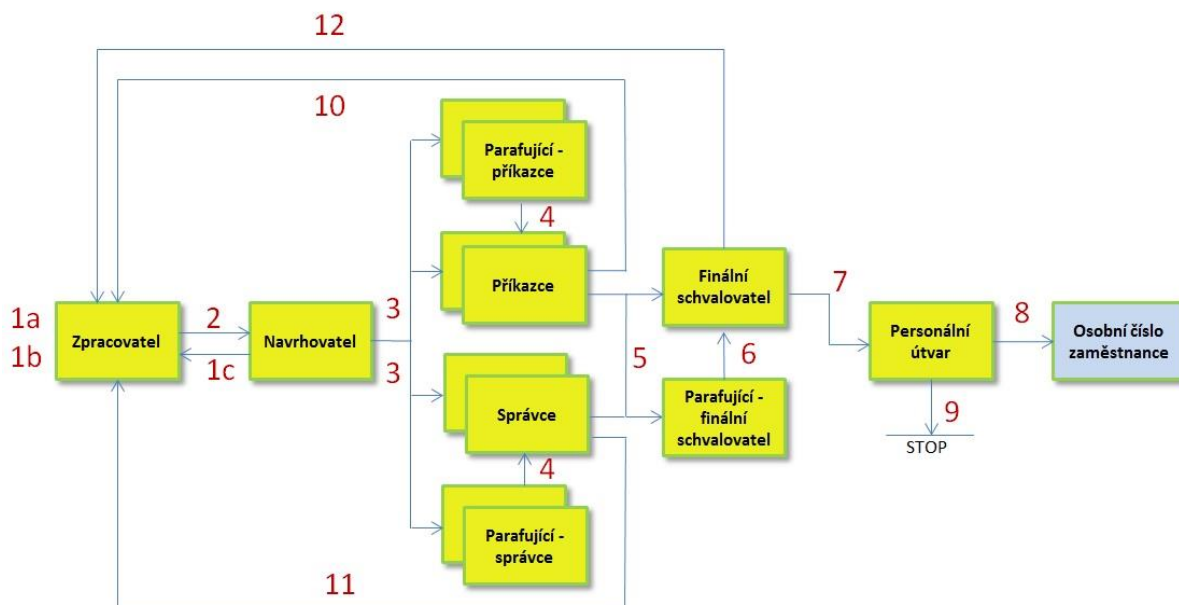 12
10
Parafující -
příkazce
4
Příkazce
Finální
schvalovatel
7
1a
1b
Zpracovatel
2
1c
Navrhovatel
3
3
Správce
4
5
6
Parafující -
finální
schvalovatel
Personální
útvar
8
Osobní číslo
zaměstnance
9
STOP
Parafující -
správce
11